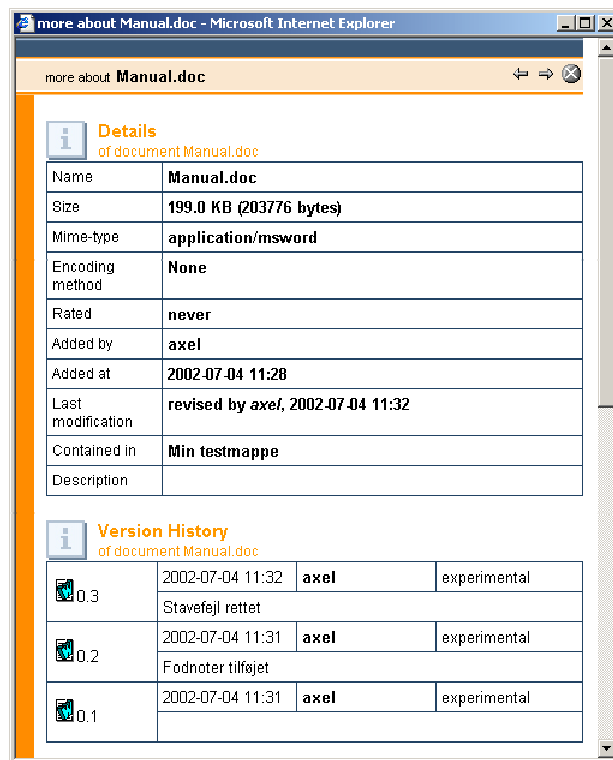 more about Manual.doc - Microsoft Internet Explorer
more about Manual.doc
Details
of document Manual.doc
Name Manual.doc
Size 199.0 KB (203776 bytes)
Mime-type application/msword
Encoding method None
Rated never
Added by axel
Added at 2002-07-04 11:28
Last modification revised by axel, 2002-07-04 11:32
Contained in Min testmappe
Description
Version History
of document Manual.doc
0.3 2002-07-04 11:32 axel experimental
Stavefejl rettet
0.2 2002-07-04 11:31 axel experimental
Fodnoter tilføjet
0.1 2002-07-04 11:31 axel experimental